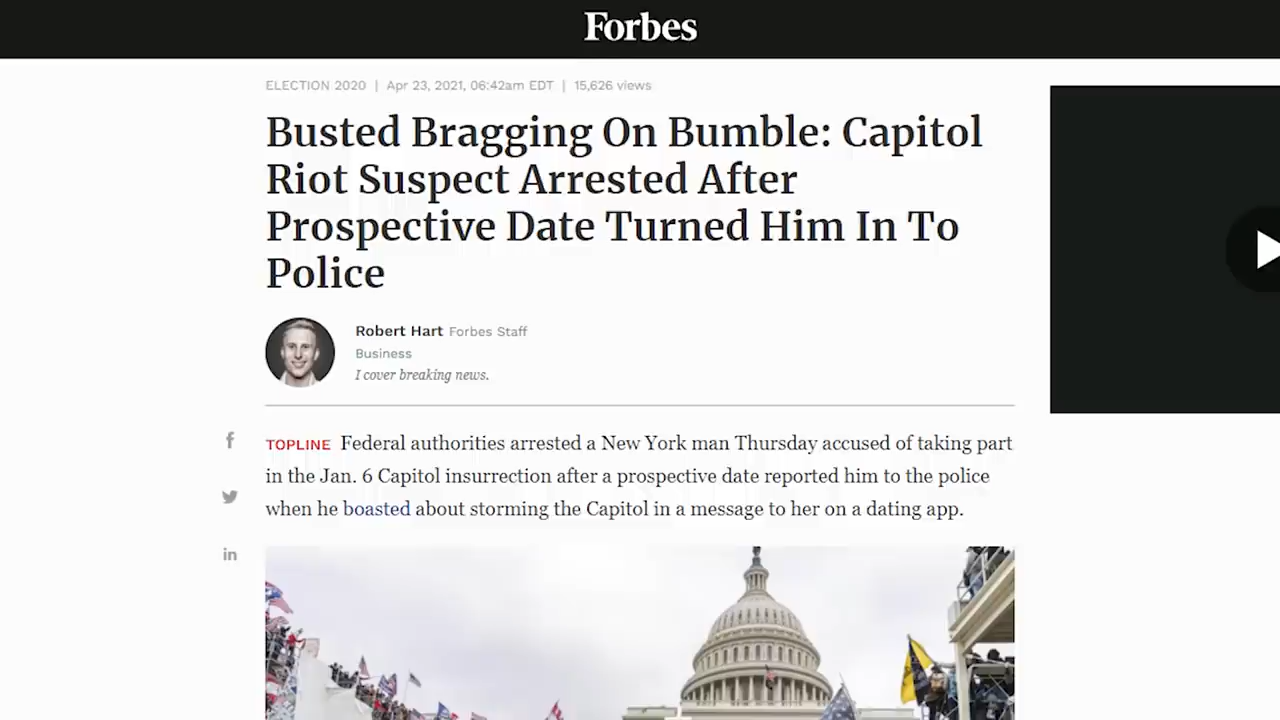 Forbes
ELECTION 2020 | Apr 23, 2021, 06:42am EDT | 15,626 views
Busted Bragging On Bumble: Capitol
Riot Suspect Arrested After
Prospective Date Turned Him In To
Police
Robert Hart Forbes Staff
Business
I cover breaking news.
TOPLINE Federal authorities arrested a New York man Thursday accused of taking part
in the Jan. 6 Capitol insurrection after a prospective date reported him to the police
when he boasted about storming the Capitol in a message to her on a dating app.